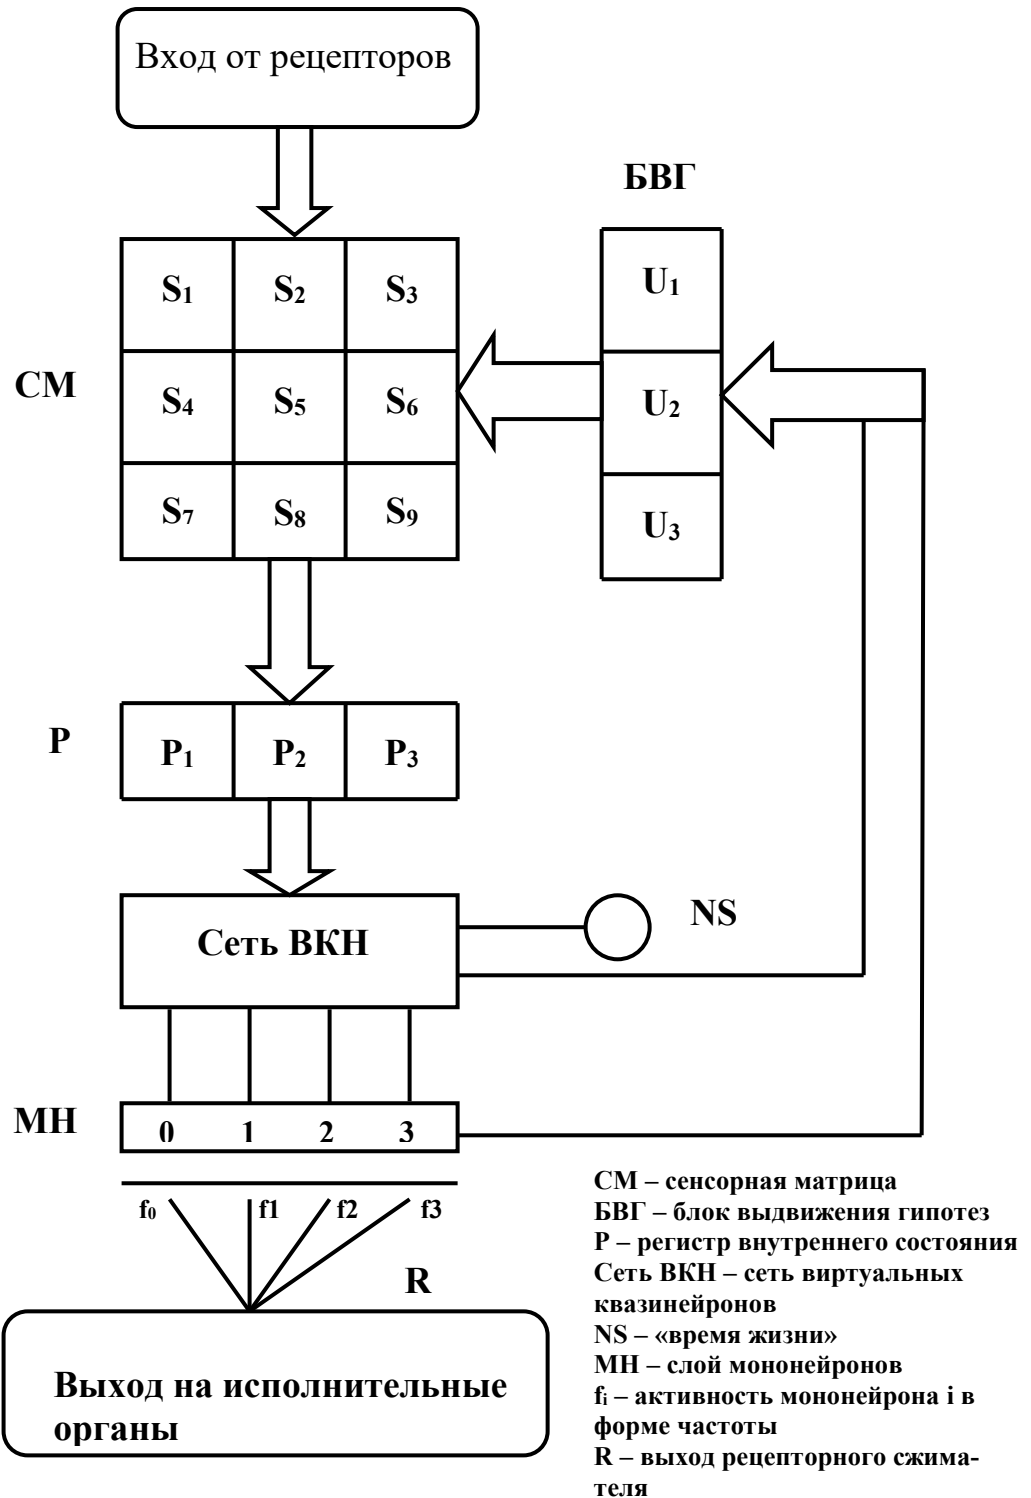 Вход от рецепторов
БВГ
S1 S2 S3
U1
СМ
S4 S5 S6
U2
S7 S8 S9
U3
Р
P1 P2 P3
Сеть ВКН
NS
МН
0 1 2 3
f0 f1 f2 f3
R
Выход на исполнительные
органы
СМ – сенсорная матрица
БВГ – блок выдвижения гипотез
Р – регистр внутреннего состояния
Сеть ВКН – сеть виртуальных
квазинейронов
NS – «время жизни»
МН – слой мононейронов
fi – активность мононейрона i в
форме частоты
R – выход рецепторного сжима-
теля